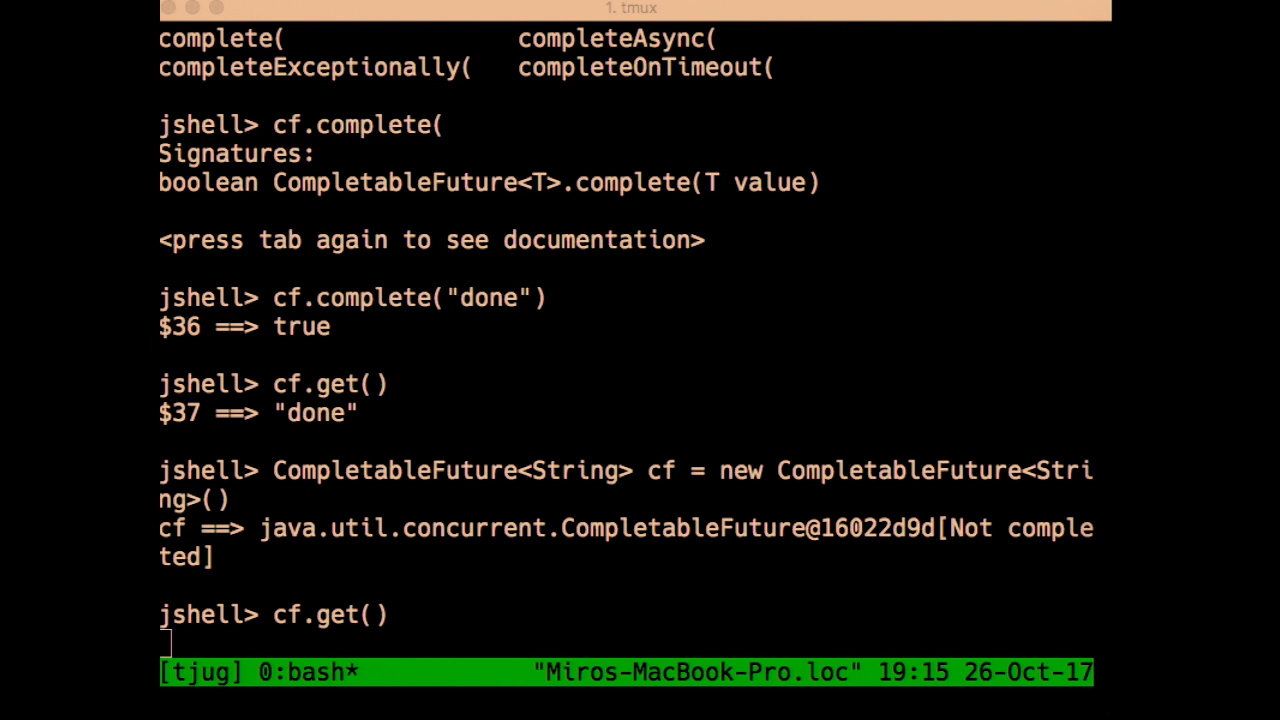 1. tmux
complete( completeAsync(
completeExceptionally( completeOnTimeout(
jshell> cf.complete(
Signatures:
boolean CompletableFuture<T>.complete(T value)
<press tab again to see documentation>
jshell> cf.complete("done")
$36 ==> true
jshell> cf.get()
$37 ==> "done"
jshell> CompletableFuture<String> cf = new CompletableFuture<Stri
ng>()
cf ==> java.util.concurrent.CompletableFuture@16022d9d[Not comple
ted]
jshell> cf.get()
[tjug] 0:bash* "Miros-MacBook-Pro.loc" 19:15 26-Oct-17